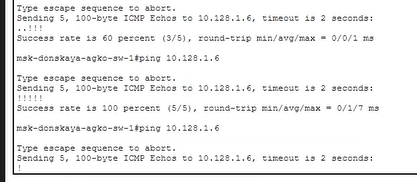 Type escape sequence to abort.
Sending 5, 100-byte ICMP Echos to 10.128.1.6, timeout is 2 seconds:
..!!!
Success rate is 60 percent (3/5), round-trip min/avg/max = 0/0/1 ms
msk-donskaya-agko-sw-1#ping 10.128.1.6
Type escape sequence to abort.
Sending 5, 100-byte ICMP Echos to 10.128.1.6, timeout is 2 seconds:
!!!!!
Success rate is 100 percent (5/5), round-trip min/avg/max = 0/1/7 ms
msk-donskaya-agko-sw-1#ping 10.128.1.6
Type escape sequence to abort.
Sending 5, 100-byte ICMP Echos to 10.128.1.6, timeout is 2 seconds:
!